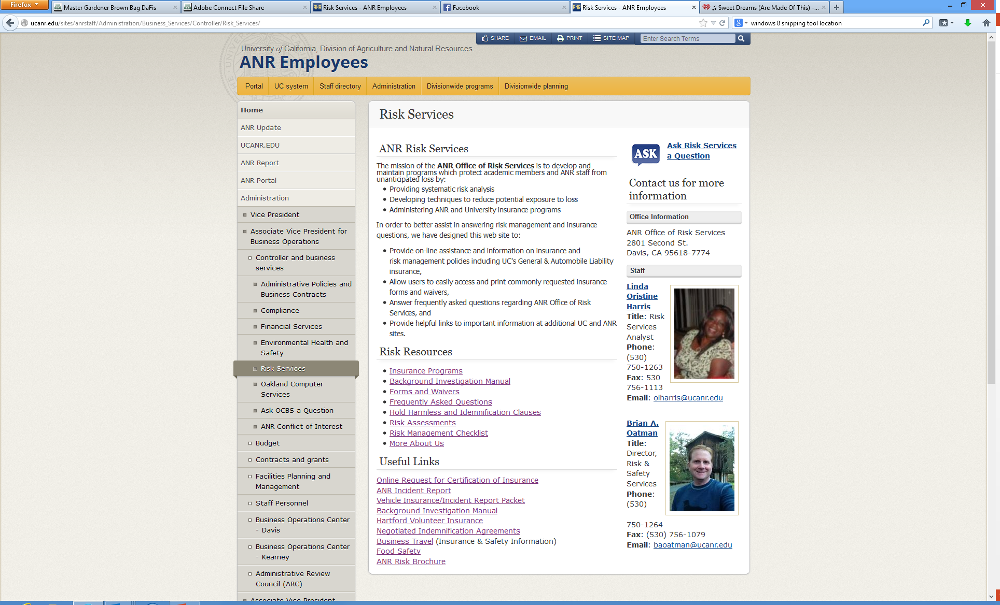 Firefox
Master Gardener Brown Bag DaFis
Adobe Connect File Share
Risk Services - ANR Employees
Facebook
Risk Services - ANR Employees
♫ Sweet Dreams (Are Made Of This) -...
ucanr.edu/sites/anrstaff/Administration/Business_Services/Controller/Risk_Services/
windows 8 snipping tool location
SHARE
EMAIL
PRINT
SITE MAP
Enter Search Terms
University of California, Division of Agriculture and Natural Resources
ANR Employees
Portal
UC system
Staff directory
Administration
Divisionwide programs
Divisionwide planning
Home
ANR Update
UCANR.EDU
ANR Report
ANR Portal
Administration
Vice President
Associate Vice President for
Business Operations
Controller and business
services
Administrative Policies and
Business Contracts
Compliance
Financial Services
Environmental Health and
Safety
Risk Services
Oakland Computer
Services
Ask OCBS a Question
ANR Conflict of Interest
Budget
Contracts and grants
Facilities Planning and
Management
Staff Personnel
Business Operations Center
- Davis
Business Operations Center
- Kearney
Administrative Review
Council (ARC)
Associate Vice President
Risk Services
ANR Risk Services
The mission of the ANR Office of Risk Services is to develop and
maintain programs which protect academic members and ANR staff from
unanticipated loss by:
Providing systematic risk analysis
Developing techniques to reduce potential exposure to loss
Administering ANR and University insurance programs
In order to better assist in answering risk management and insurance
questions, we have designed this web site to:
Provide on-line assistance and information on insurance and
risk management policies including UC's General & Automobile Liability
insurance,
Allow users to easily access and print commonly requested insurance
forms and waivers,
Answer frequently asked questions regarding ANR Office of Risk
Services, and
Provide helpful links to important information at additional UC and ANR
sites.
Risk Resources
Insurance Programs
Background Investigation Manual
Forms and Waivers
Frequently Asked Questions
Hold Harmless and Idemnification Clauses
Risk Assessments
Risk Management Checklist
More About Us
Useful Links
Online Request for Certification of Insurance
ANR Incident Report
Vehicle Insurance/Incident Report Packet
Background Investigation Manual
Hartford Volunteer Insurance
Negotiated Indemnification Agreements
Business Travel (Insurance & Safety Information)
Food Safety
ANR Risk Brochure
ASK
Ask Risk Services
a Question
Contact us for more
information
Office Information
ANR Office of Risk Services
2801 Second St.
Davis, CA 95618-7774
Staff
Linda
Oristine
Harris
Title: Risk
Services
Analyst
Phone:
(530)
750-1263
Fax: 530
756-1113
Email: olharris@ucanr.edu
Brian A.
Oatman
Title:
Director,
Risk &
Safety
Services
Phone:
(530)
750-1264
Fax: (530) 756-1079
Email: baoatman@ucanr.edu